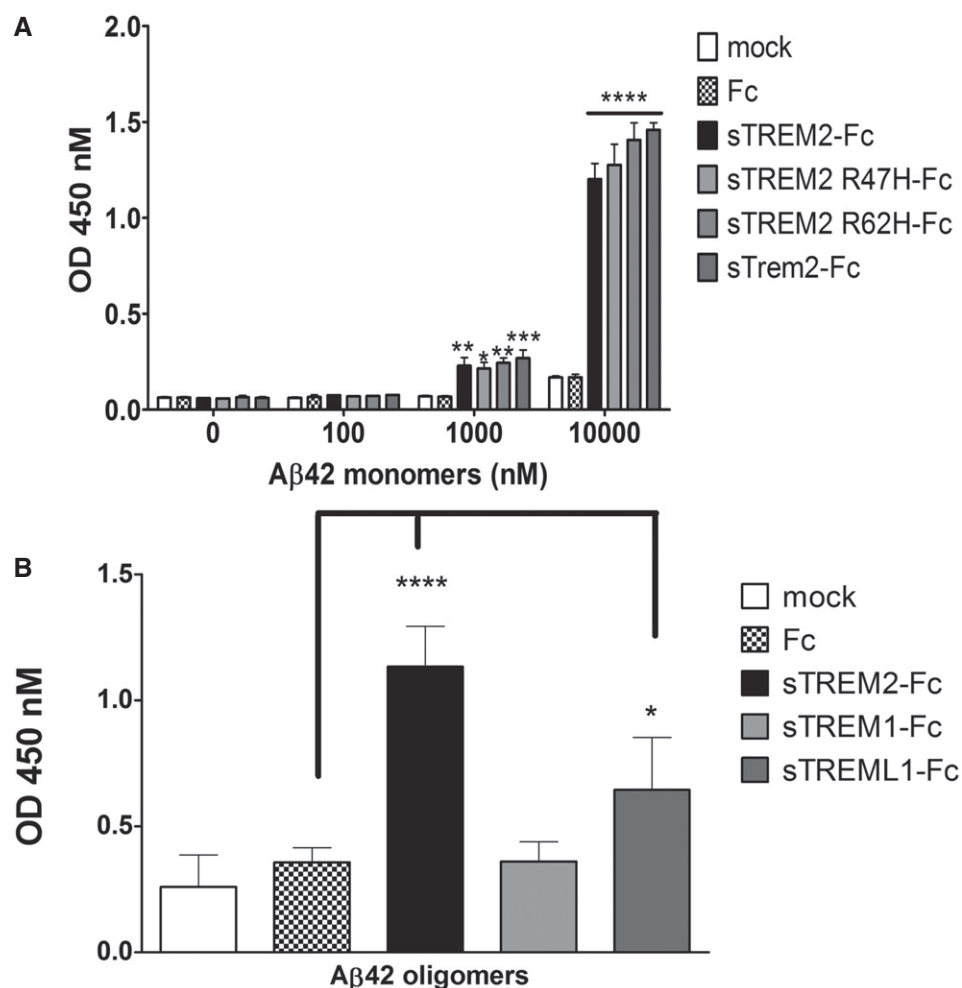 A
2.0
1.5
1.0
0.5
0.0
OD 450 nM
****
** * ** ***
0 100 1000 10000
Aβ42 monomers (nM)
mock
Fc
sTREM2-Fc
sTREM2 R47H-Fc
sTREM2 R62H-Fc
sTrem2-Fc
B
1.5
1.0
0.5
0.0
OD 450 nM
****
*
Aβ42 oligomers
mock
Fc
sTREM2-Fc
sTREM1-Fc
sTREML1-Fc